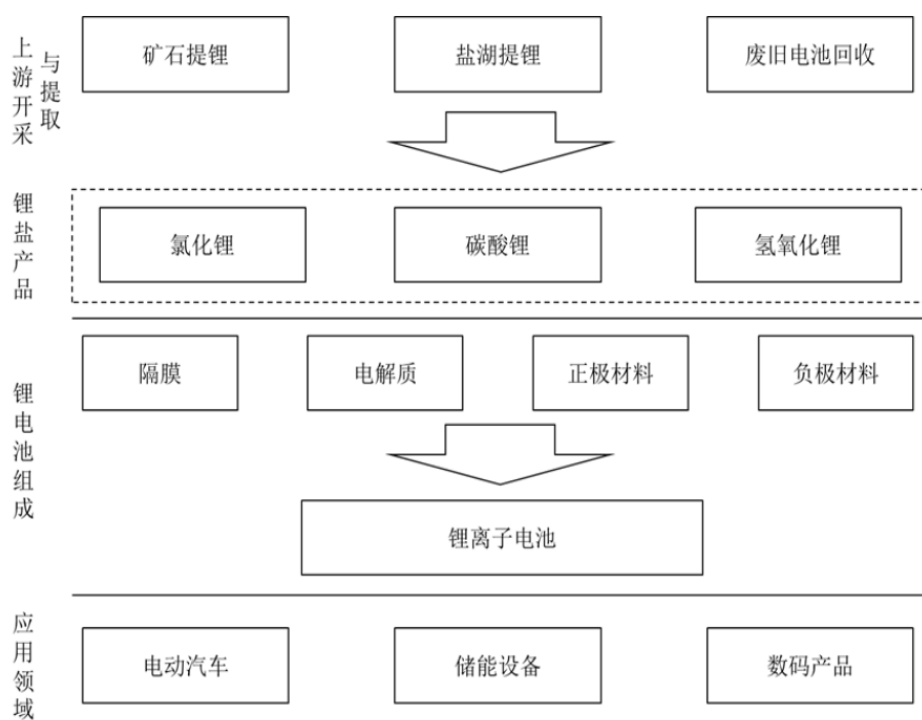 上游开采
与提取
矿石提锂
盐湖提锂
废旧电池回收
锂盐产品
氯化锂
碳酸锂
氢氧化锂
锂电池组成
隔膜
电解质
正极材料
负极材料
锂离子电池
应用领域
电动汽车
储能设备
数码产品